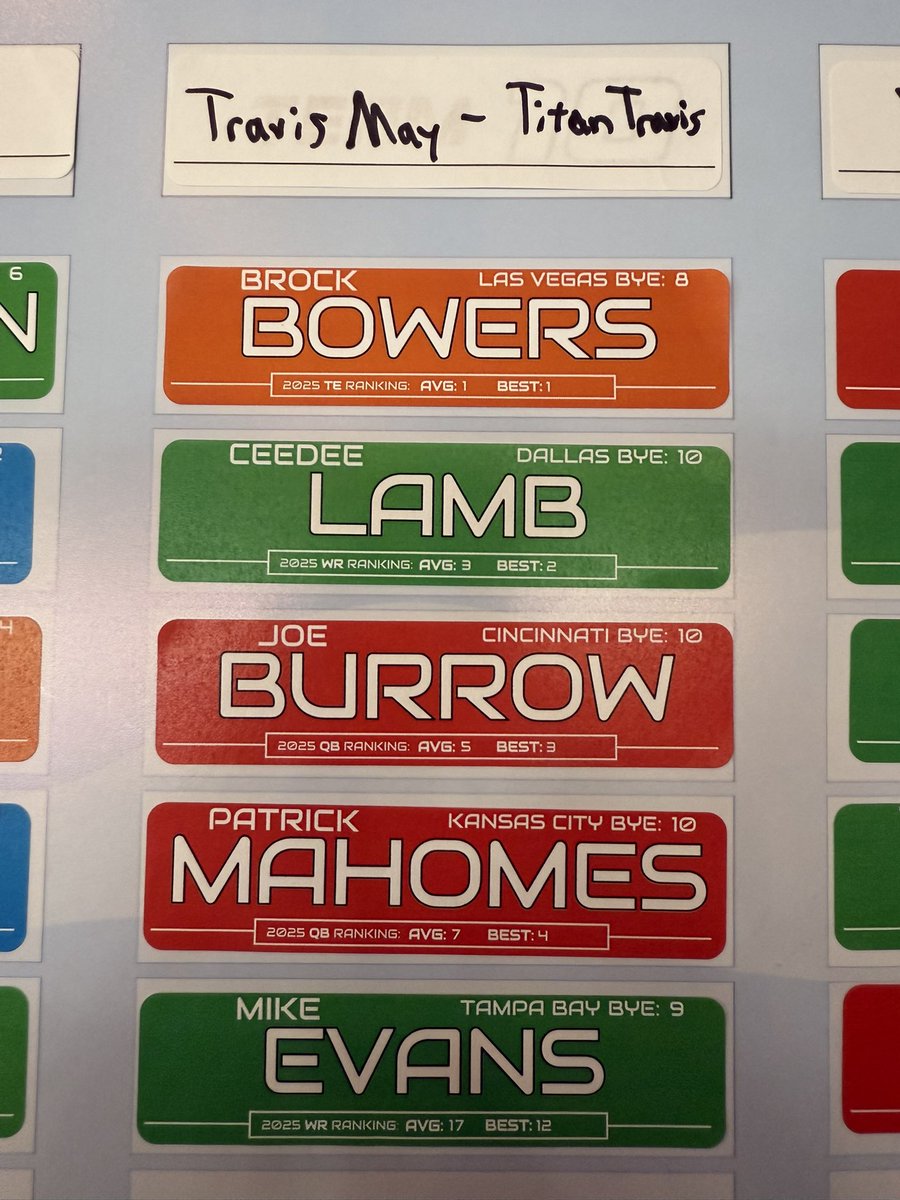 Travis May - TitanTravis
6
N
BROCK LAS VEGAS BYE: 8
BOWERS
2025 TE RANKING: AVG: 1 BEST: 1
CEEDEE DALLAS BYE: 10
LAMB
2025 WR RANKING: AVG: 3 BEST: 2
JOE CINCINNATI BYE: 10
BURROW
2025 QB RANKING: AVG: 5 BEST: 3
4
PATRICK KANSAS CITY BYE: 10
MAHOMES
2025 QB RANKING: AVG: 7 BEST: 4
MIKE TAMPA BAY BYE: 9
EVANS
2025 WR RANKING: AVG: 17 BEST: 12